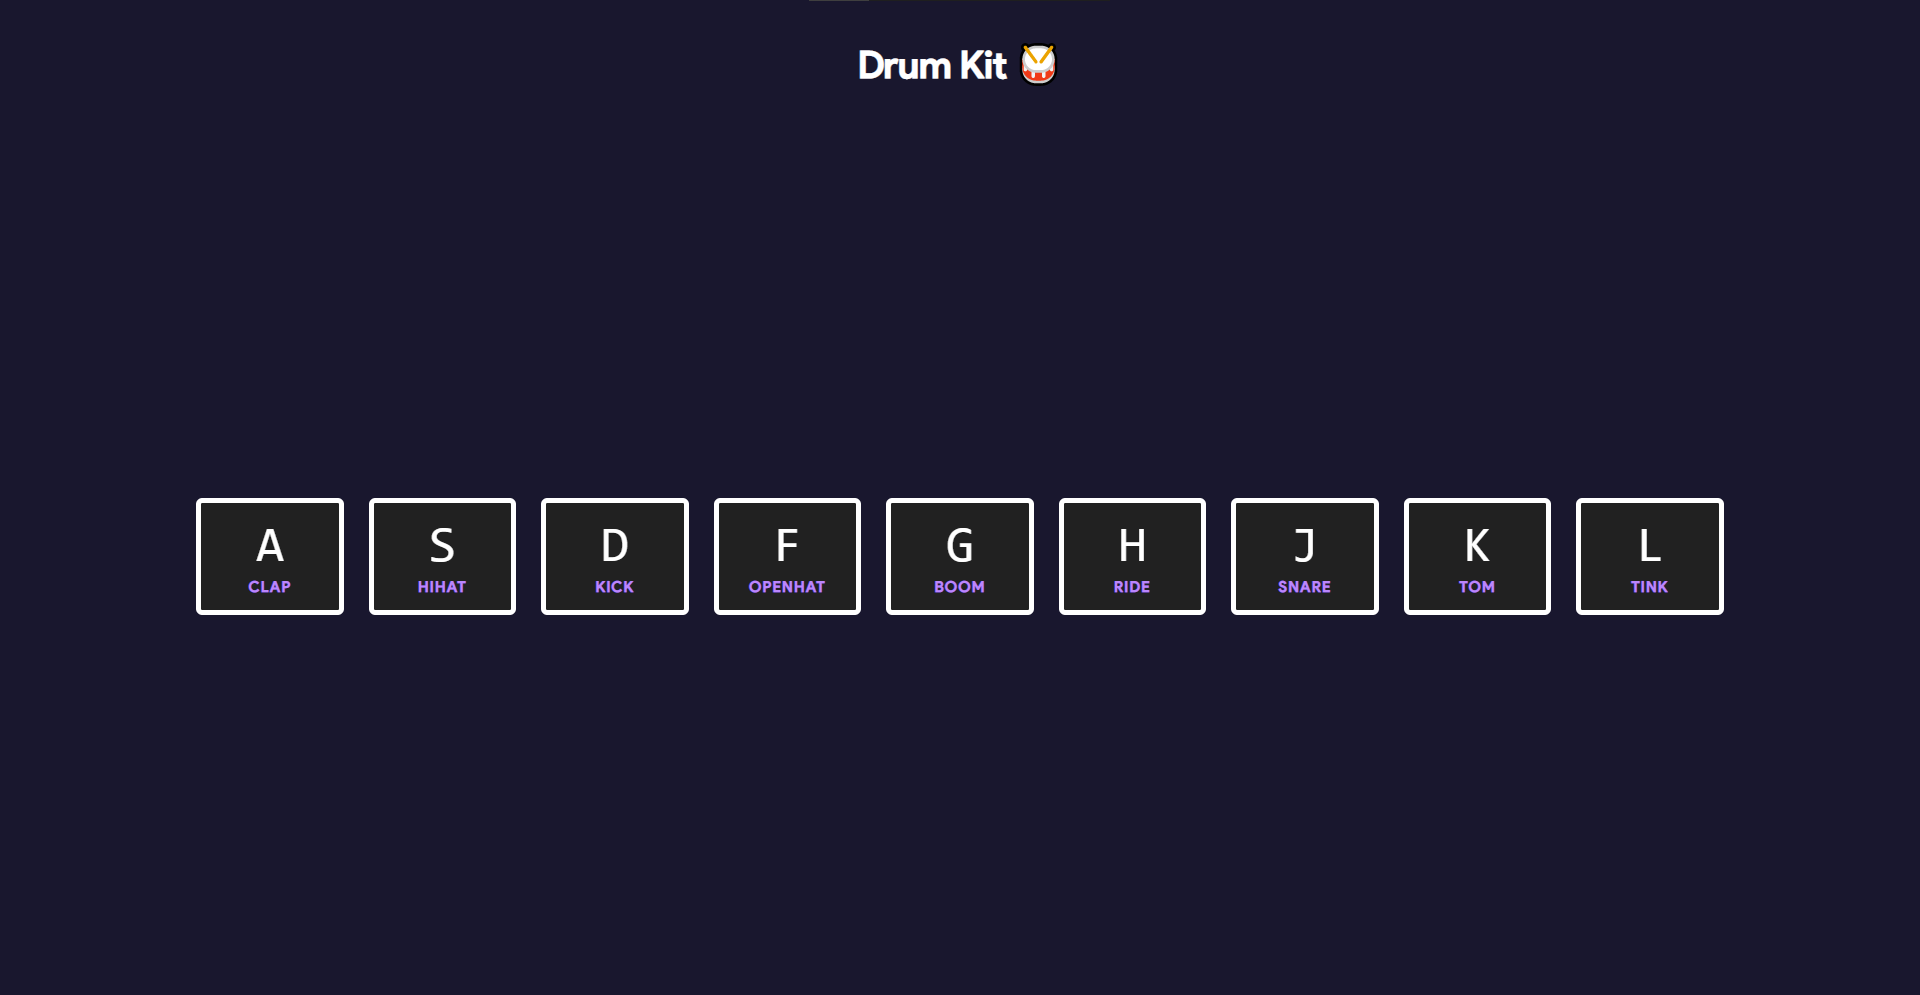 Drum Kit 🥁
A S D F G H J K L
CLAP HIHAT KICK OPENHAT BOOM RIDE SNARE TOM TINK